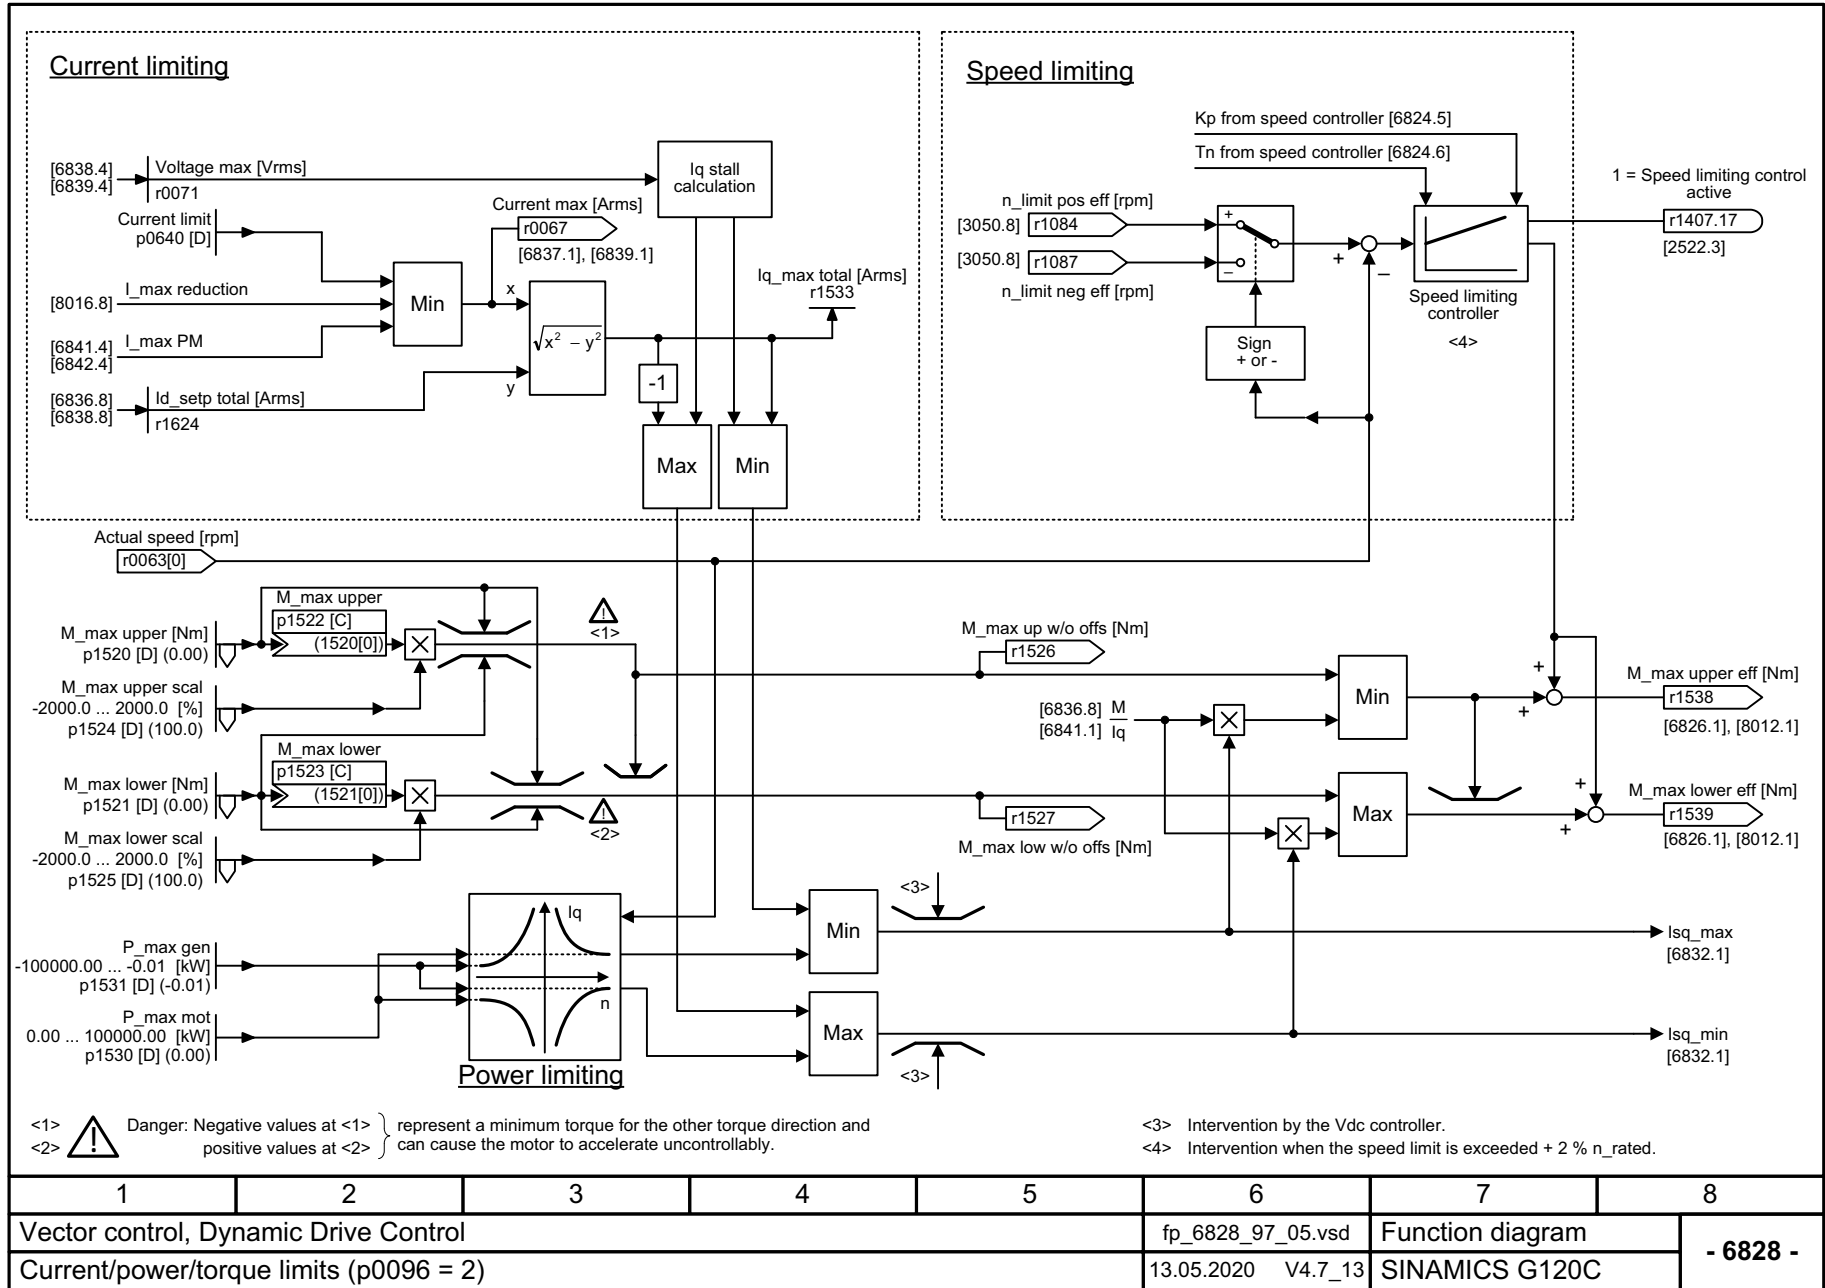 Current limiting
[6838.4]
[6839.4]
Voltage max [Vrms]
r0071
Current limit
p0640 [D]
[8016.8]
I_max reduction
[6841.4]
[6842.4]
I_max PM
[6836.8]
[6838.8]
Id_setp total [Arms]
r1624
Min
Current max [Arms]
r0067
[6837.1], [6839.1]
x
y
√x² – y²
Iq stall
calculation
Iq_max total [Arms]
r1533
-1
Max
Min
Speed limiting
Kp from speed controller [6824.5]
Tn from speed controller [6824.6]
n_limit pos eff [rpm]
[3050.8]
r1084
[3050.8]
r1087
n_limit neg eff [rpm]
+
–
Sign
+ or -
+
–
Speed limiting
controller
<4>
1 = Speed limiting control
active
r1407.17
[2522.3]
Actual speed [rpm]
r0063[0]
M_max upper [Nm]
p1520 [D] (0.00)
M_max upper
p1522 [C]
(1520[0])
×
<1>
M_max upper scal
-2000.0 ... 2000.0 [%]
p1524 [D] (100.0)
M_max lower [Nm]
p1521 [D] (0.00)
M_max lower
p1523 [C]
(1521[0])
×
<2>
M_max lower scal
-2000.0 ... 2000.0 [%]
p1525 [D] (100.0)
M_max up w/o offs [Nm]
r1526
r1527
M_max low w/o offs [Nm]
[6836.8]
[6841.1]
M
Iq
×
×
Min
Max
+
+
+
+
M_max upper eff [Nm]
r1538
[6826.1], [8012.1]
M_max lower eff [Nm]
r1539
[6826.1], [8012.1]
P_max gen
-100000.00 ... -0.01 [kW]
p1531 [D] (-0.01)
P_max mot
0.00 ... 100000.00 [kW]
p1530 [D] (0.00)
Iq
n
Power limiting
Min
Max
<3>
<3>
Isq_max
[6832.1]
Isq_min
[6832.1]
<1>
<2>
!
Danger: Negative values at <1>
positive values at <2>
represent a minimum torque for the other torque direction and
can cause the motor to accelerate uncontrollably.
<3> Intervention by the Vdc controller.
<4> Intervention when the speed limit is exceeded + 2 % n_rated.
1 2 3 4 5 6 7 8
Vector control, Dynamic Drive Control
fp_6828_97_05.vsd
Function diagram
- 6828 -
Current/power/torque limits (p0096 = 2)
13.05.2020 V4.7_13
SINAMICS G120C